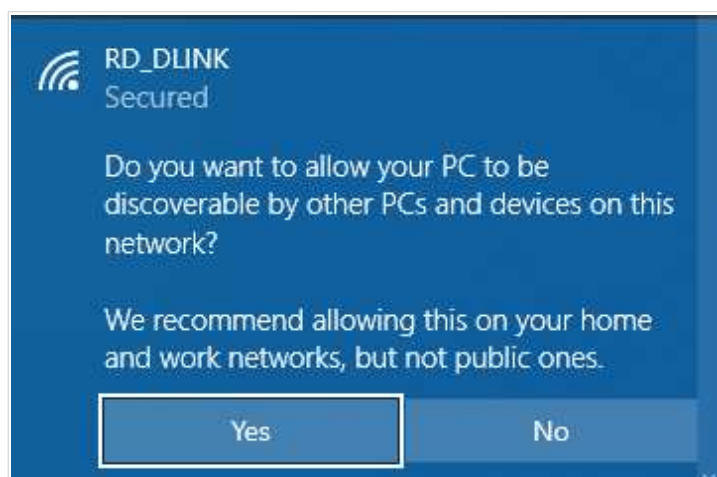 RD_DLINK
Secured
Do you want to allow your PC to be
discoverable by other PCs and devices on this
network?
We recommend allowing this on your home
and work networks, but not public ones.
Yes
No